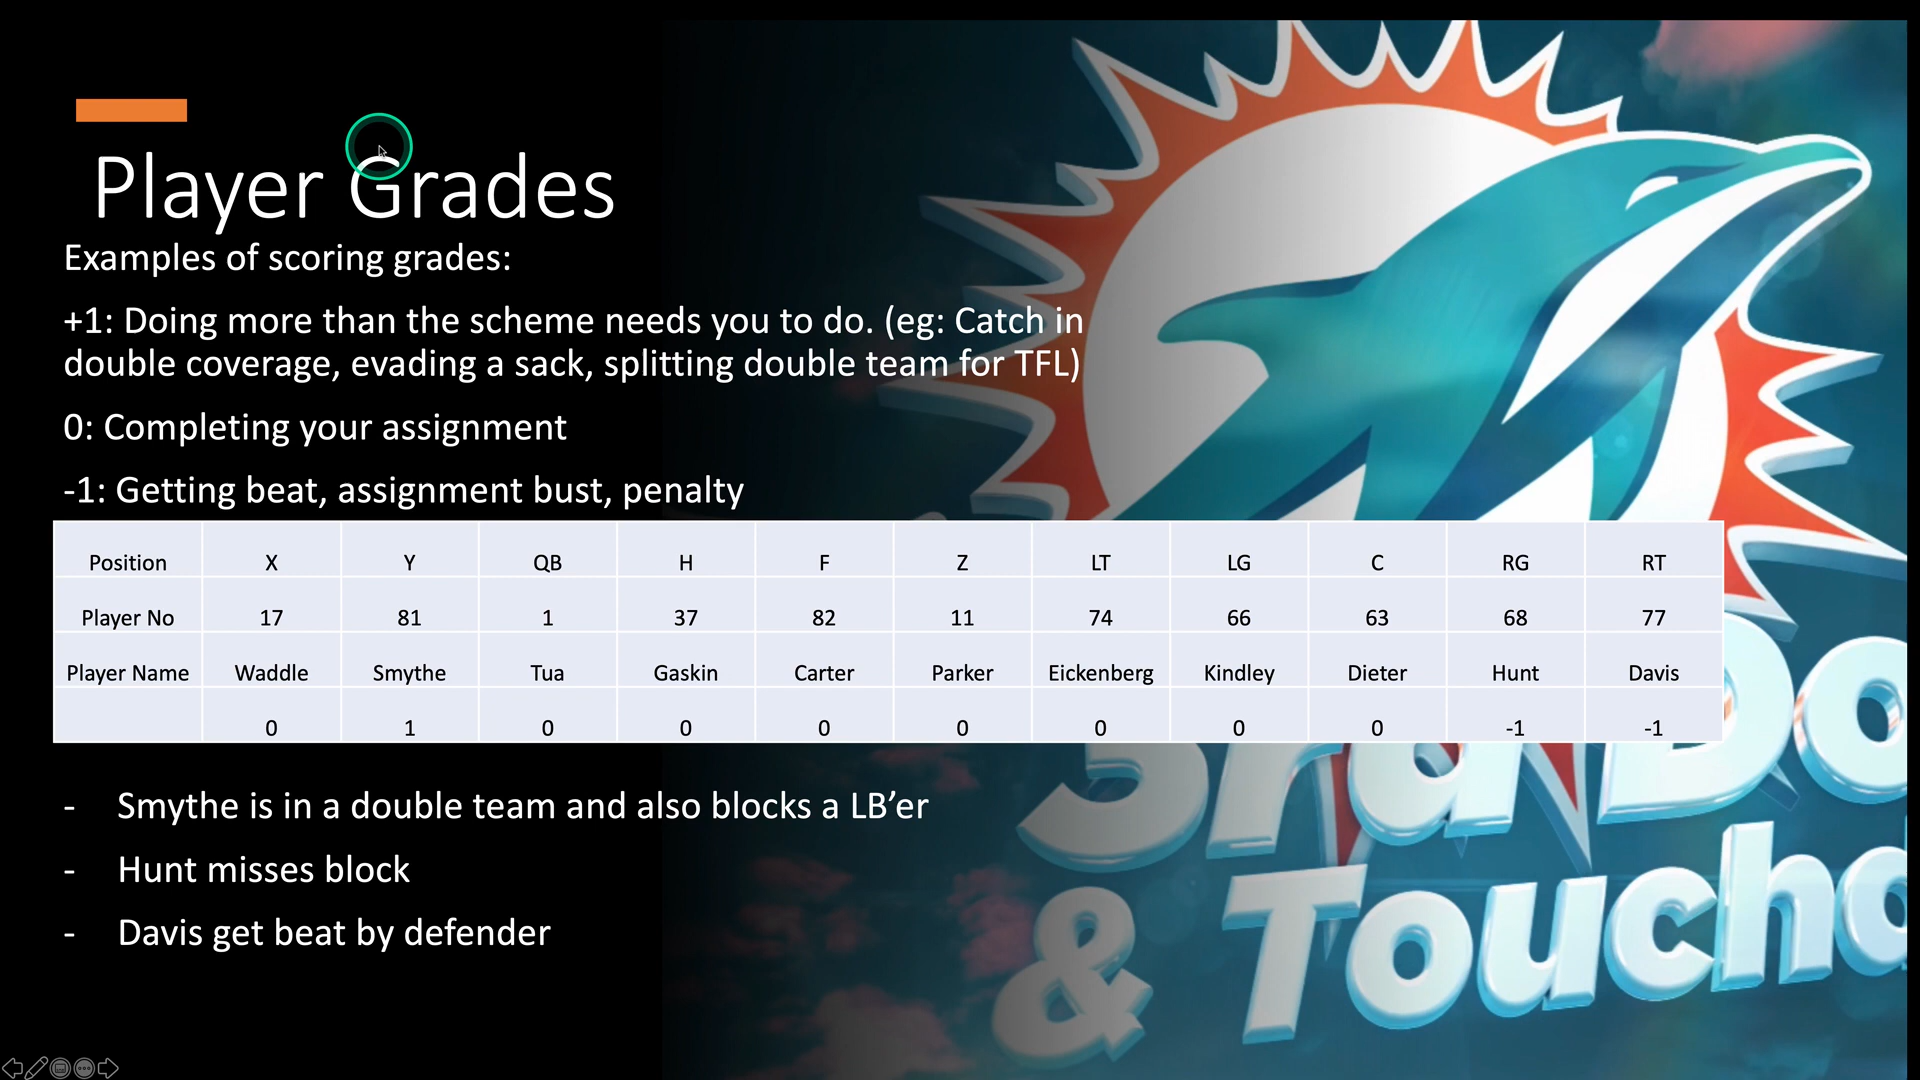 Player Grades
Examples of scoring grades:
+1: Doing more than the scheme needs you to do. (eg: Catch in
double coverage, evading a sack, splitting double team for TFL)
0: Completing your assignment
-1: Getting beat, assignment bust, penalty
Position X Y QB H F Z LT LG C RG RT
Player No 17 81 1 37 82 11 74 66 63 68 77
Player Name Waddle Smythe Tua Gaskin Carter Parker Eickenberg Kindley Dieter Hunt Davis
0 1 0 0 0 0 0 0 0 -1 -1
- Smythe is in a double team and also blocks a LB’er
- Hunt misses block
- Davis get beat by defender
3rd Do
& Touchd